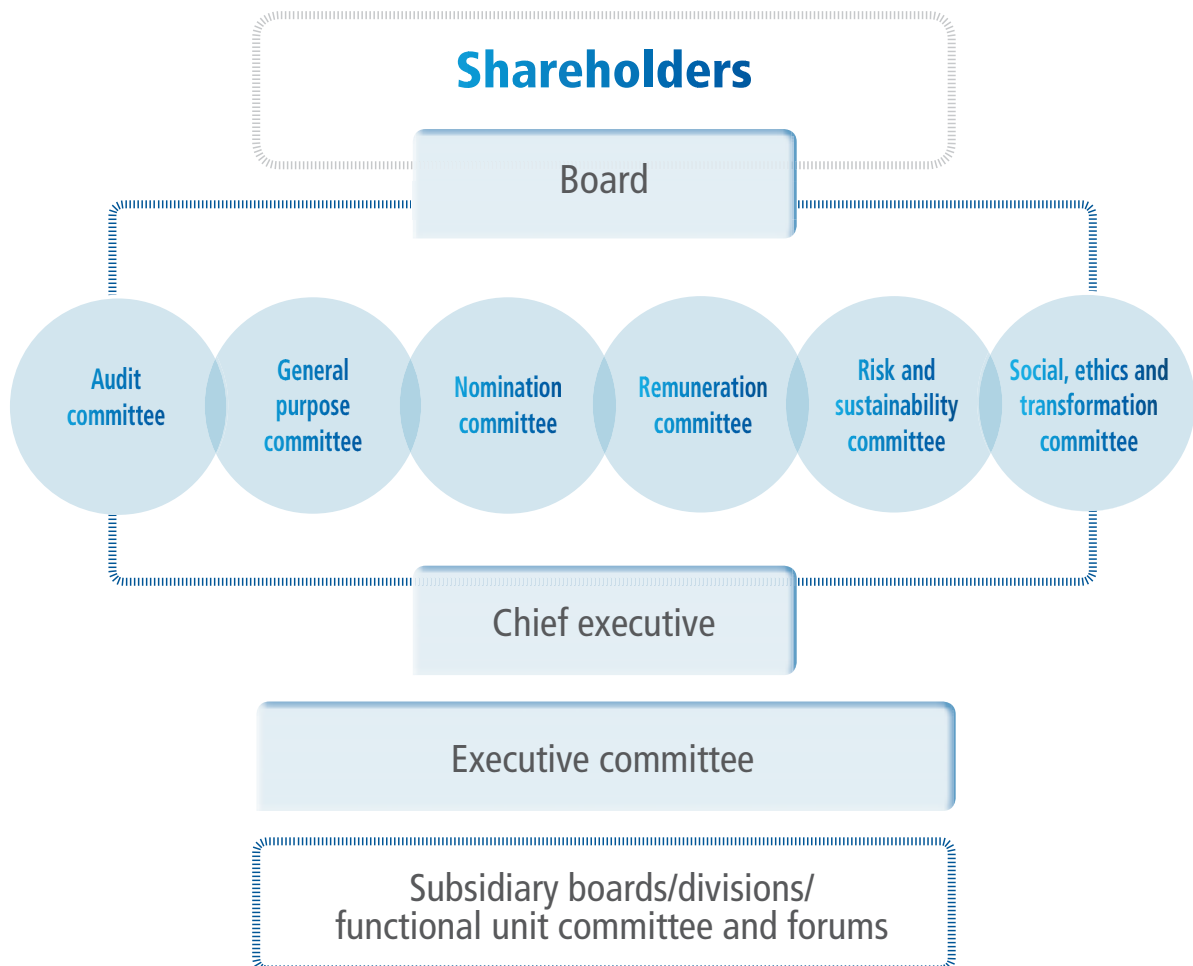 Shareholders
Board
Audit
committee
General
purpose
committee
Nomination
committee
Remuneration
committee
Risk and
sustainability
committee
Social, ethics and
transformation
committee
Chief executive
Executive committee
Subsidiary boards/divisions/
functional unit committee and forums